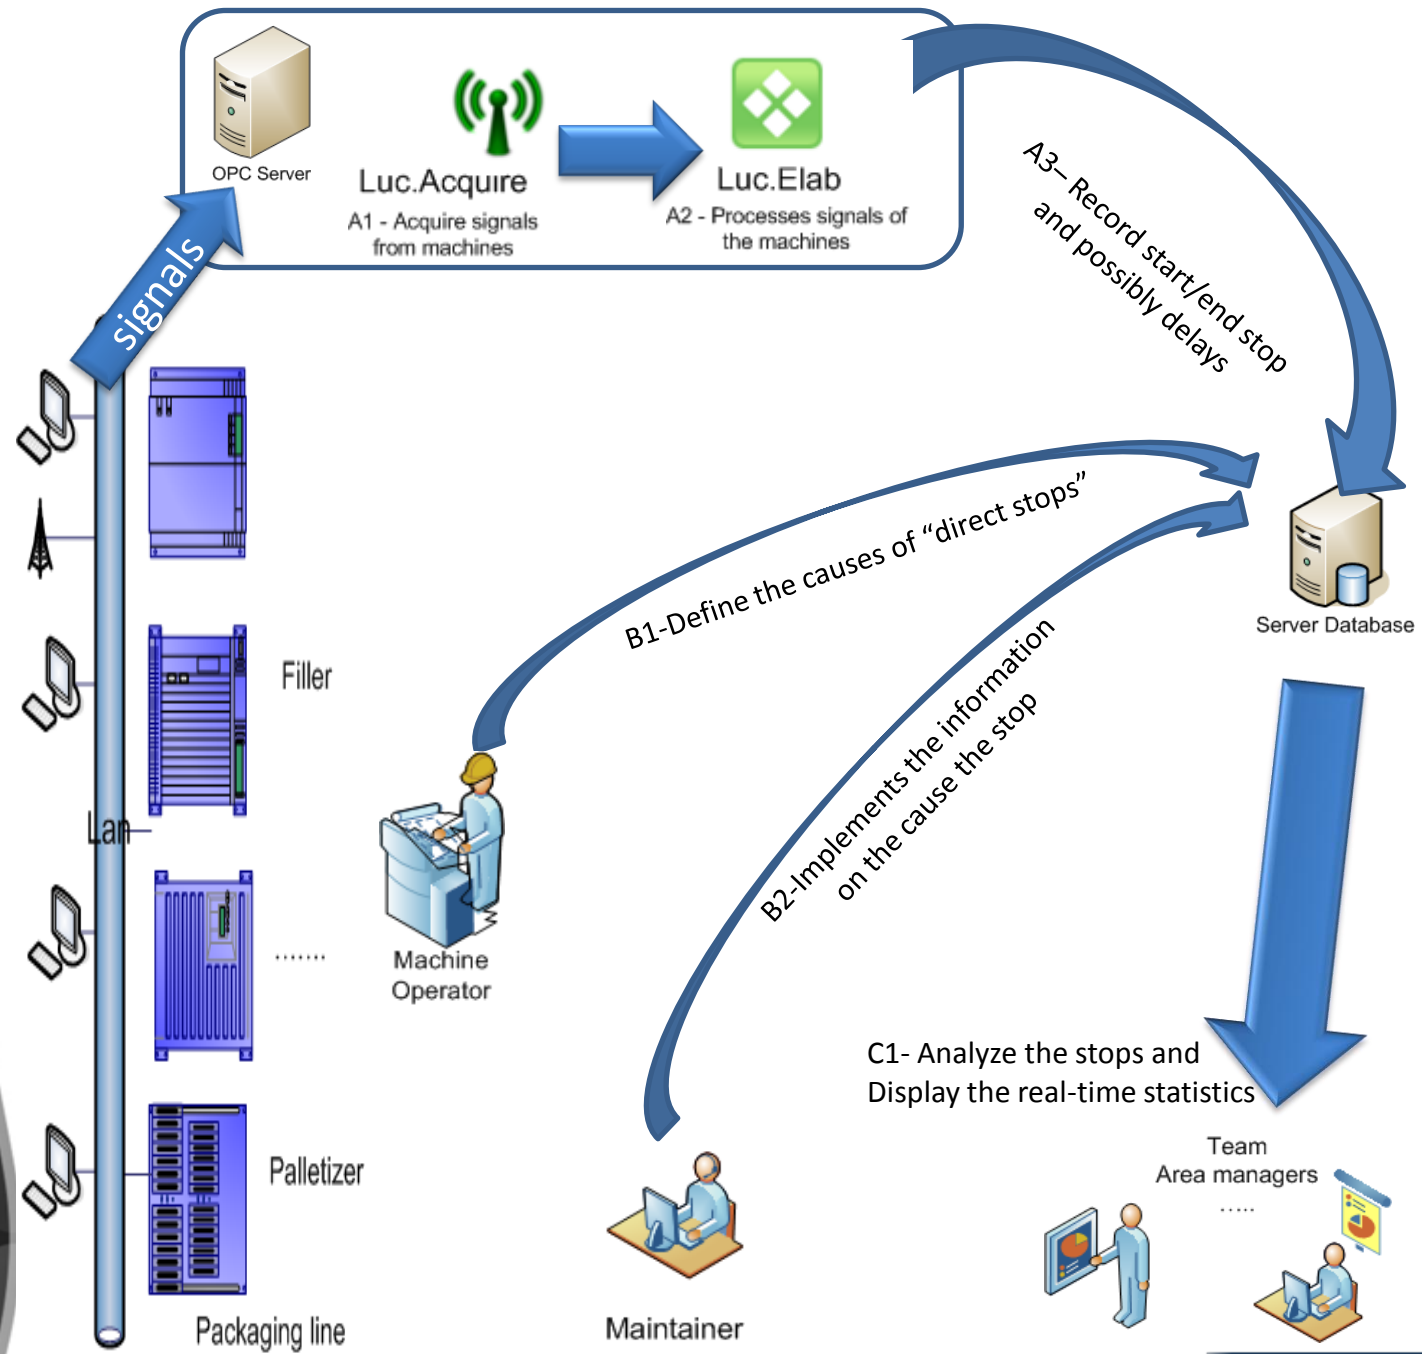 OPC Server
Luc.Acquire
A1 - Acquire signals
from machines
Luc.Elab
A2 - Processes signals of
the machines
signals
A3– Record start/end stop
and possibly delays
B1-Define the causes of “direct stops”
Server Database
B2-Implements the information
on the cause the stop
Filler
Lan
.......
Machine
Operator
C1- Analyze the stops and
Display the real-time statistics
Team
Area managers
.....
Palletizer
Packaging line
Maintainer